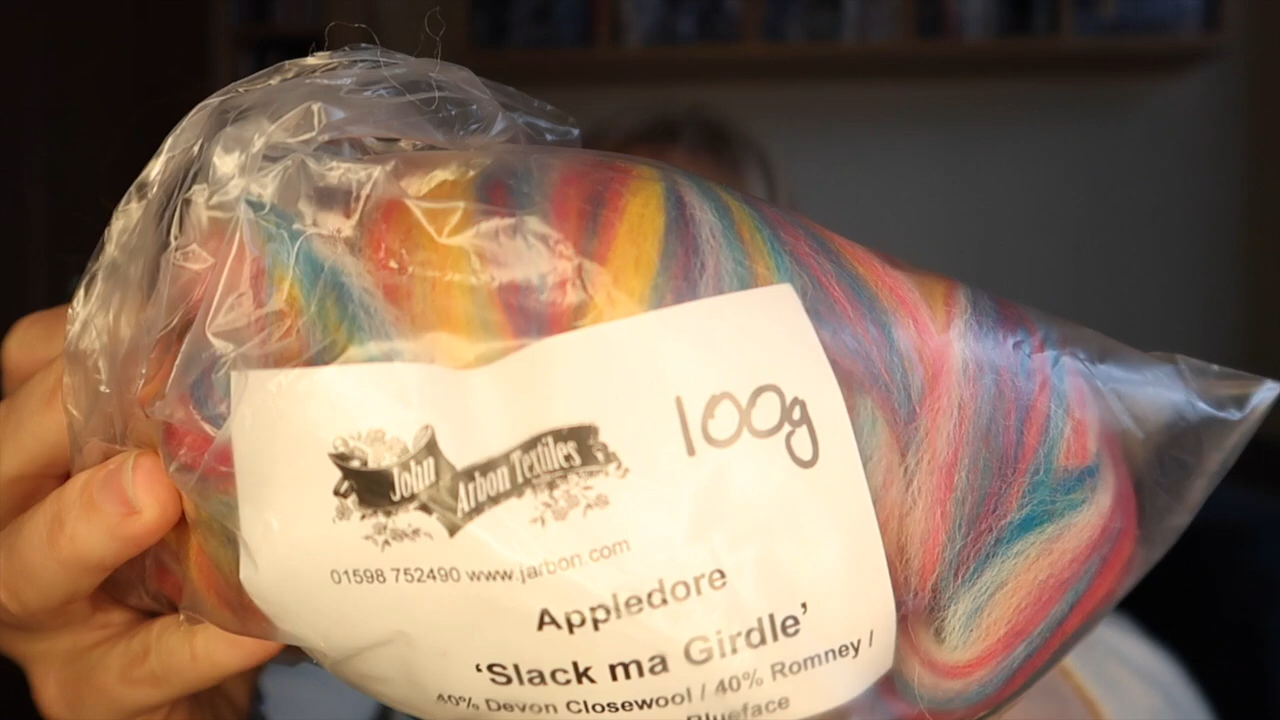 100g
John Arbon Textiles
01598 752490 www.jarbon.com
Appledore
‘Slack ma Girdle’
40% Devon Closewool / 40% Romney /
Blueface